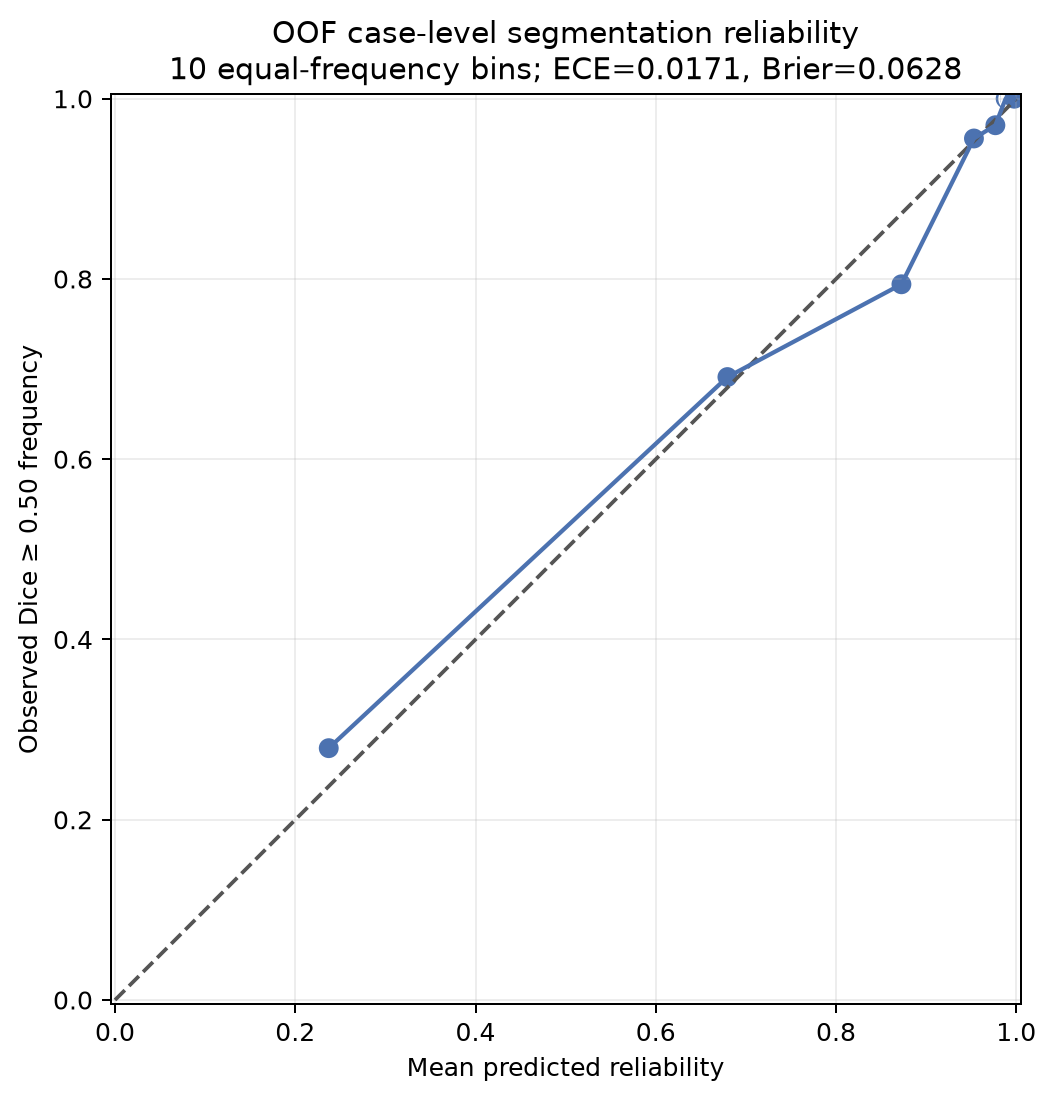 OOF case-level segmentation reliability
10 equal-frequency bins; ECE=0.0171, Brier=0.0628
Observed Dice ≥ 0.50 frequency
1.0
0.8
0.6
0.4
0.2
0.0
0.0 0.2 0.4 0.6 0.8 1.0
Mean predicted reliability